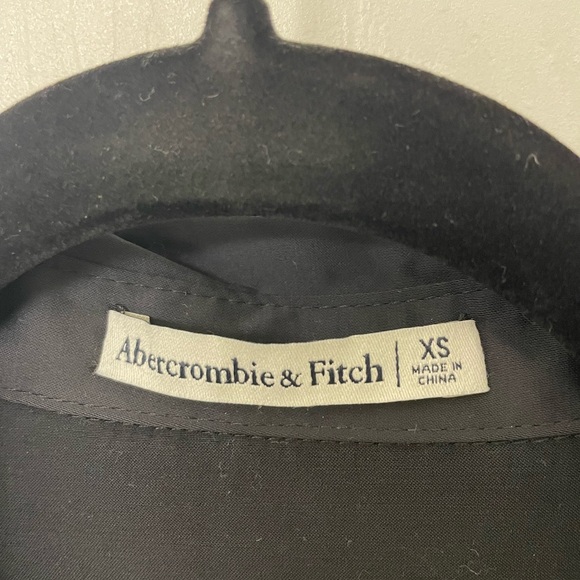 Abercrombie & Fitch
XS
MADE IN
CHINA